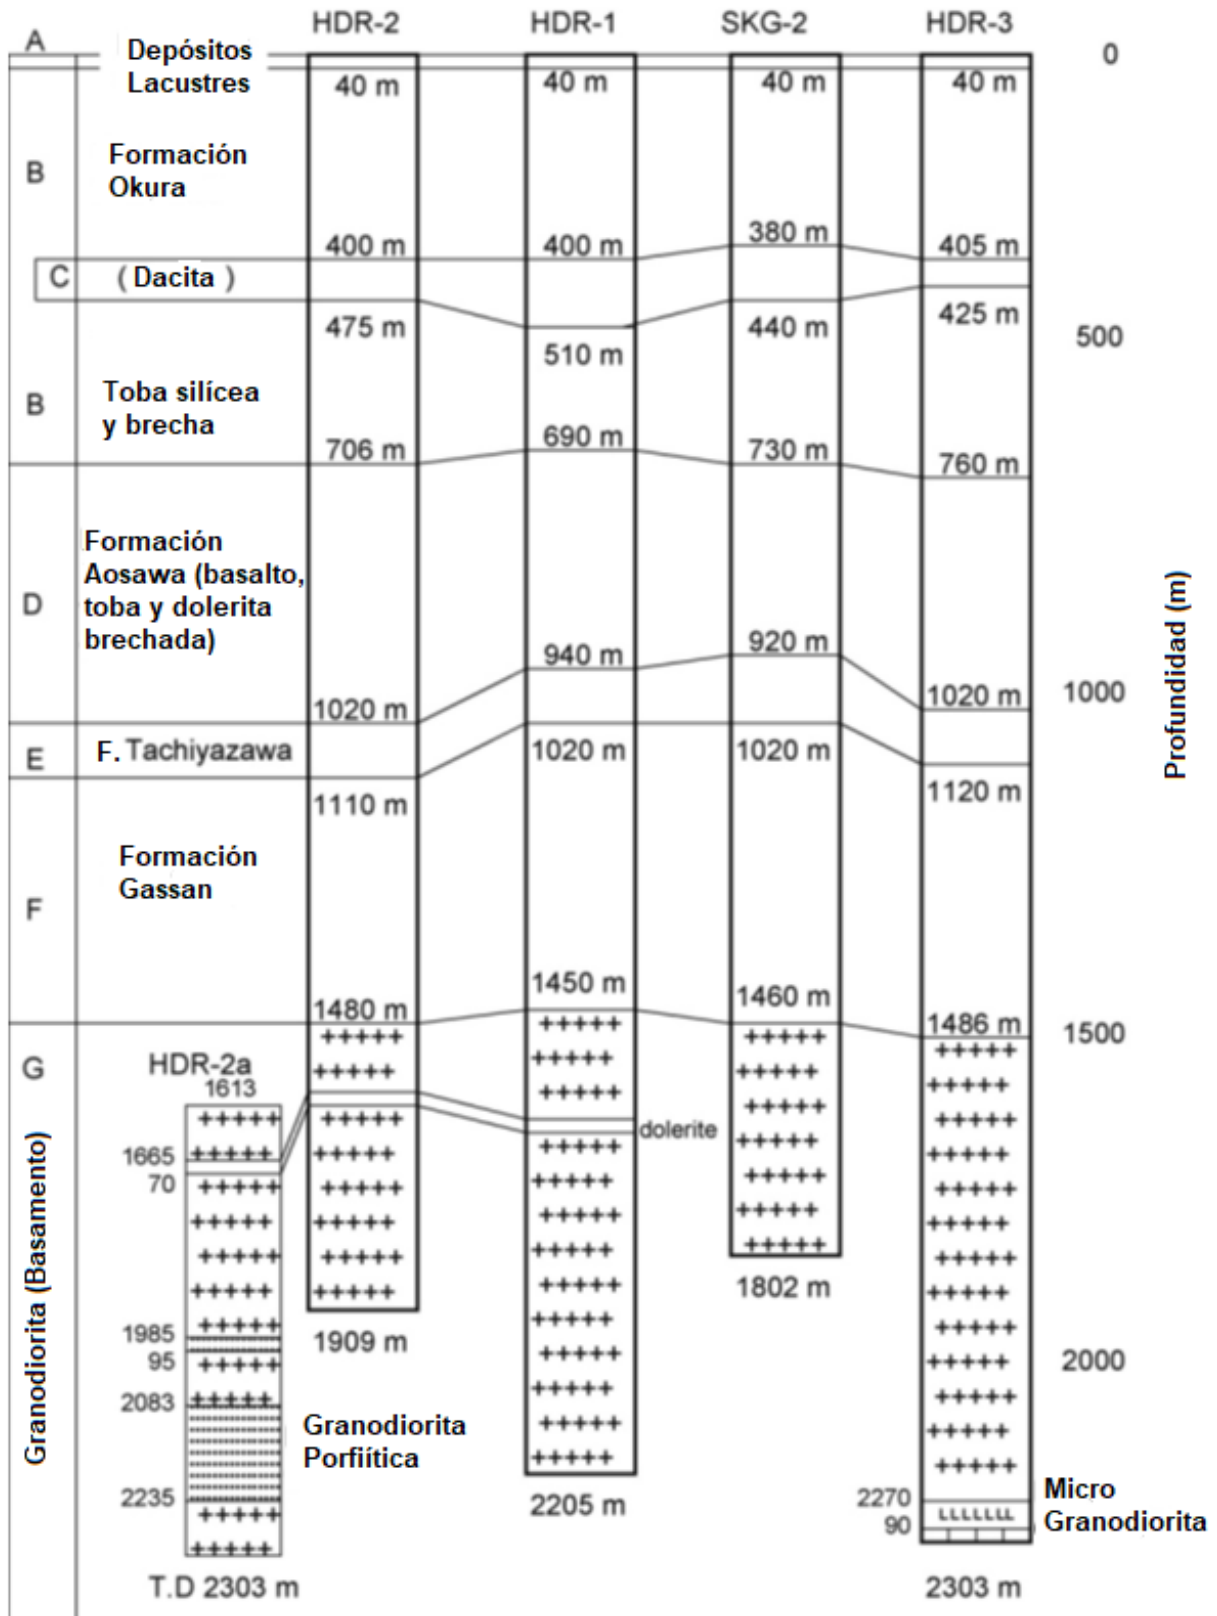 HDR-2 HDR-1 SKG-2 HDR-3
A
Depósitos
Lacustres
0
40 m 40 m 40 m 40 m
B
Formación
Okura
400 m 400 m 380 m 405 m
C ( Dacita )
475 m 510 m 440 m 425 m
500
B
Toba silícea
y brecha
706 m 690 m 730 m 760 m
D
Formación
Aosawa (basalto,
toba y dolerita
brechada)
940 m 920 m
1020 m 1020 m
1000
Profundidad (m)
E F. Tachiyazawa
1020 m 1020 m
1110 m 1120 m
F
Formación
Gassan
1480 m 1450 m 1460 m 1486 m
1500
G
Granodiorita (Basamento)
HDR-2a
1613
dolerite
1665
70
1802 m
1985
1909 m
95
2000
2083
Granodiorita
Porfiítica
2235
2205 m
2270
90
LLLLLLL
Micro
Granodiorita
T.D 2303 m
2303 m